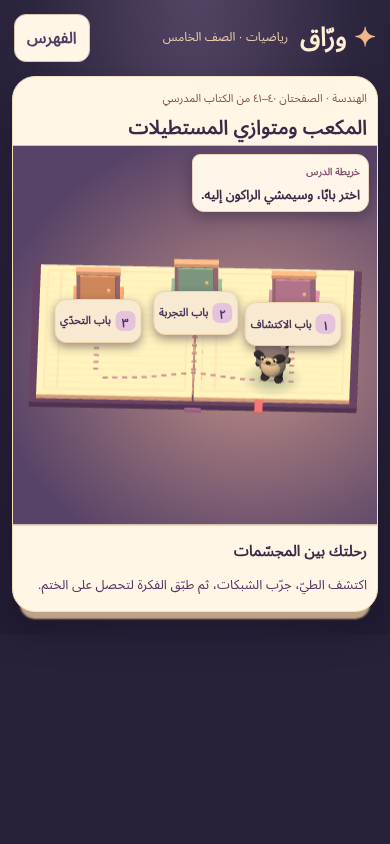 ورّاق
رياضيات · الصف الخامس
الفهرس
الهندسة · الصفحتان ٤٠–٤١ من الكتاب المدرسي
المكعب ومتوازي المستطيلات
خريطة الدرس
اختر بابًا، وسيمشي الراكون إليه.
١ باب الاكتشاف
٢ باب التجربة
٣ باب التحدّي
رحلتك بين المجسّمات
اكتشف الطيّ، جرّب الشبكات، ثم طبّق الفكرة لتحصل على الختم.